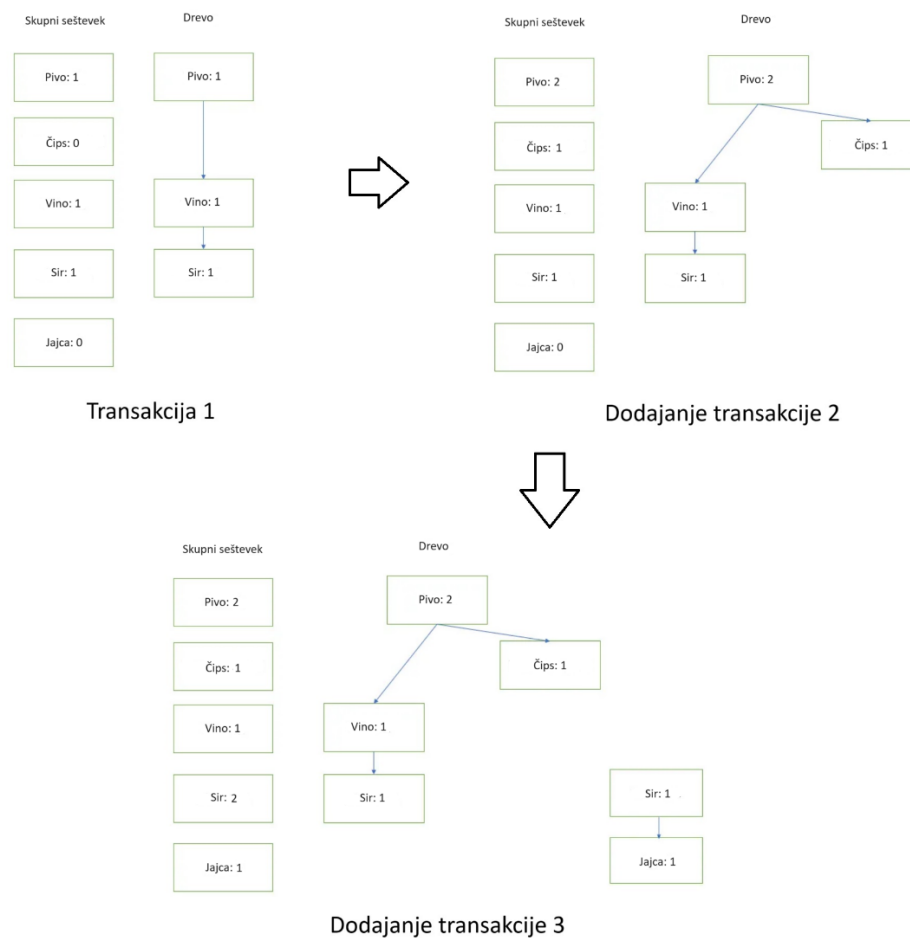 Skupni seštevek
Drevo
Pivo: 1
Pivo: 1
Čips: 0
Vino: 1
Vino: 1
Sir: 1
Sir: 1
Jajca: 0
Transakcija 1
Skupni seštevek
Drevo
Pivo: 2
Pivo: 2
Čips: 1
Čips: 1
Vino: 1
Vino: 1
Sir: 1
Sir: 1
Jajca: 0
Dodajanje transakcije 2
Skupni seštevek
Drevo
Pivo: 2
Pivo: 2
Čips: 1
Čips: 1
Vino: 1
Vino: 1
Sir: 2
Sir: 1
Sir: 1
Jajca: 1
Jajca: 1
Dodajanje transakcije 3